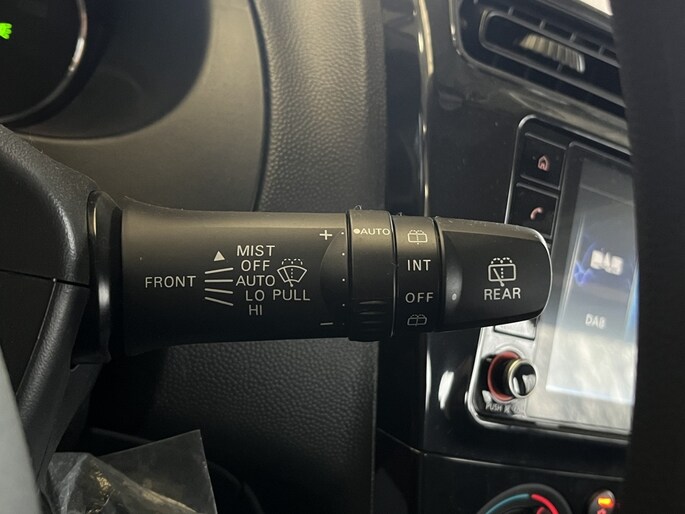 FRONT
MIST
OFF
AUTO
LO PULL
HI
+
−
AUTO
INT
OFF
REAR
DAB
PUSH